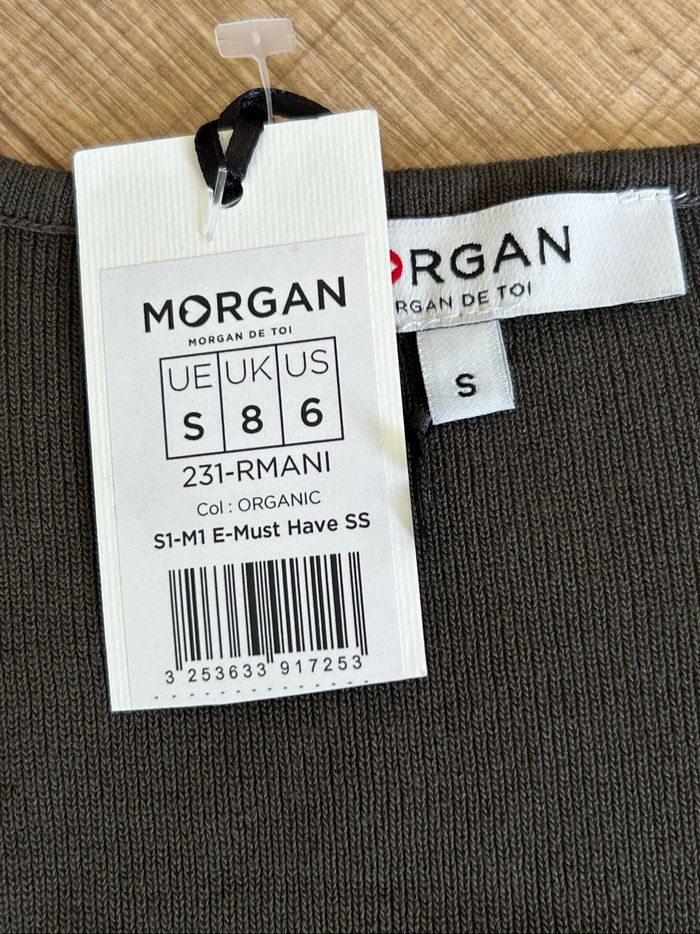 MORGAN
MORGAN DE TOI
UE UK US
S 8 6
231-RMANI
Col : ORGANIC
S1-M1 E-Must Have SS
3 253633 917253
ORGAN
RGAN DE TOI
S